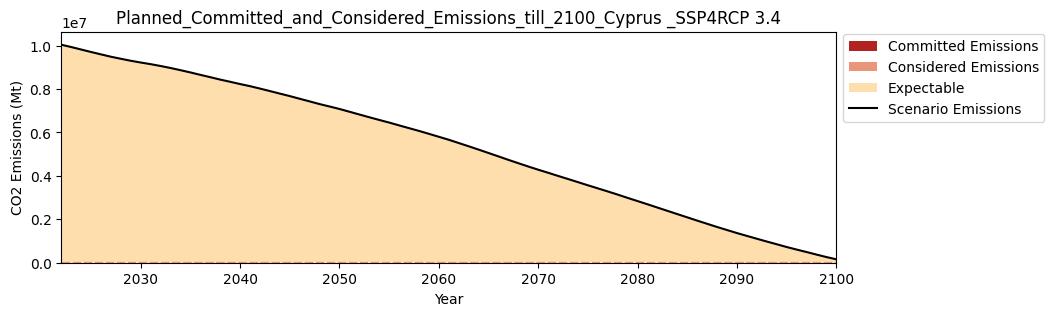 Planned_Committed_and_Considered_Emissions_till_2100_Cyprus _SSP4RCP 3.4
1e7
1.0
0.8
0.6
0.4
0.2
0.0
CO2 Emissions (Mt)
2030 2040 2050 2060 2070 2080 2090 2100
Year
Committed Emissions
Considered Emissions
Expectable
Scenario Emissions